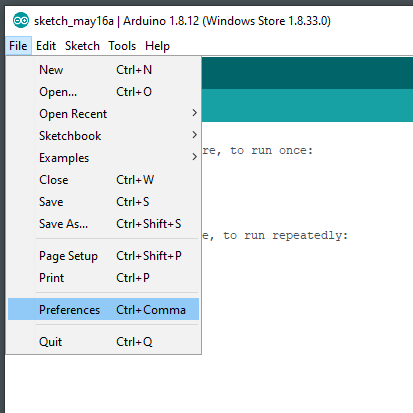 sketch_may16a | Arduino 1.8.12 (Windows Store 1.8.33.0)
File Edit Sketch Tools Help
New Ctrl+N
Open... Ctrl+O
Open Recent
Sketchbook
Examples
re, to run once:
Close Ctrl+W
Save Ctrl+S
Save As... Ctrl+Shift+S
e, to run repeatedly:
Page Setup Ctrl+Shift+P
Print Ctrl+P
Preferences Ctrl+Comma
Quit Ctrl+Q